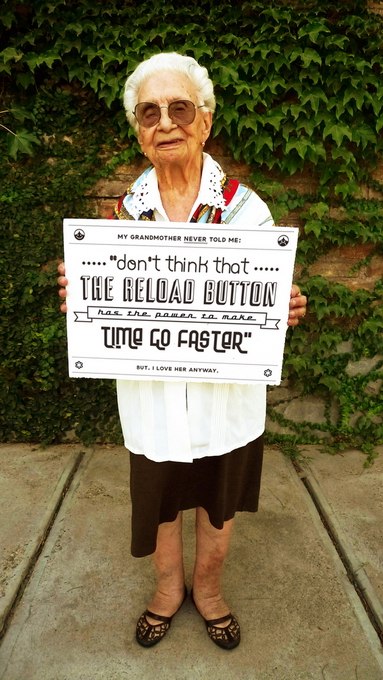 MY GRANDMOTHER NEVER TOLD ME:
"don't think that
THE RELOAD BUTTON
has the power to make
TIME GO FASTER"
BUT, I LOVE HER ANYWAY.